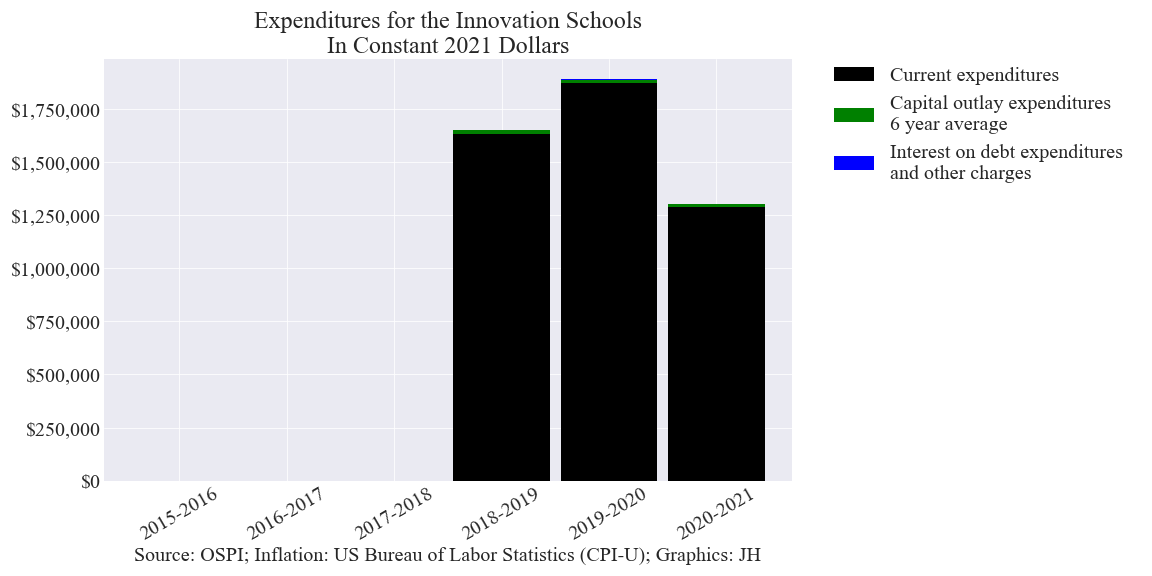 Expenditures for the Innovation Schools
In Constant 2021 Dollars
Current expenditures
Capital outlay expenditures
6 year average
Interest on debt expenditures
and other charges
$1,750,000
$1,500,000
$1,250,000
$1,000,000
$750,000
$500,000
$250,000
$0
2015-2016
2016-2017
2017-2018
2018-2019
2019-2020
2020-2021
Source: OSPI; Inflation: US Bureau of Labor Statistics (CPI-U); Graphics: JH